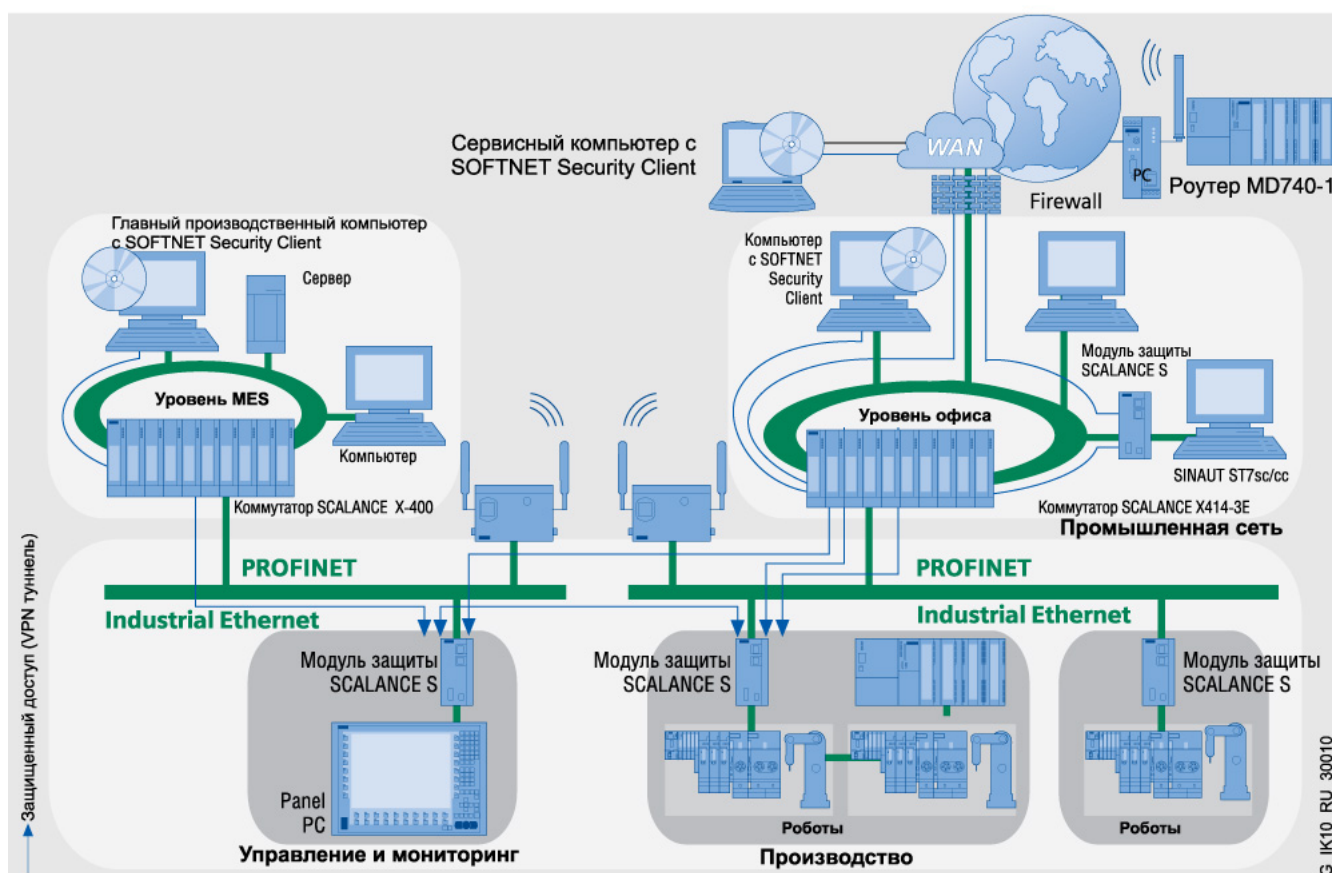 WAN
Сервисный компьютер с
SOFTNET Security Client
Firewall
PC
Роутер MD740-1
Главный производственный компьютер
с SOFTNET Security Client
Сервер
Уровень MES
Компьютер
Коммутатор SCALANCE X-400
Компьютер
с SOFTNET
Security
Client
Модуль защиты
SCALANCE S
Уровень офиса
SINAUT ST7sc/cc
Коммутатор SCALANCE X414-3E
Промышленная сеть
PROFINET
Industrial Ethernet
PROFINET
Industrial Ethernet
Модуль защиты
SCALANCE S
Panel
PC
Управление и мониторинг
Модуль защиты
SCALANCE S
Роботы
Производство
Модуль защиты
SCALANCE S
Роботы
Защищенный доступ (VPN туннель)
G_IK10_RU_30010